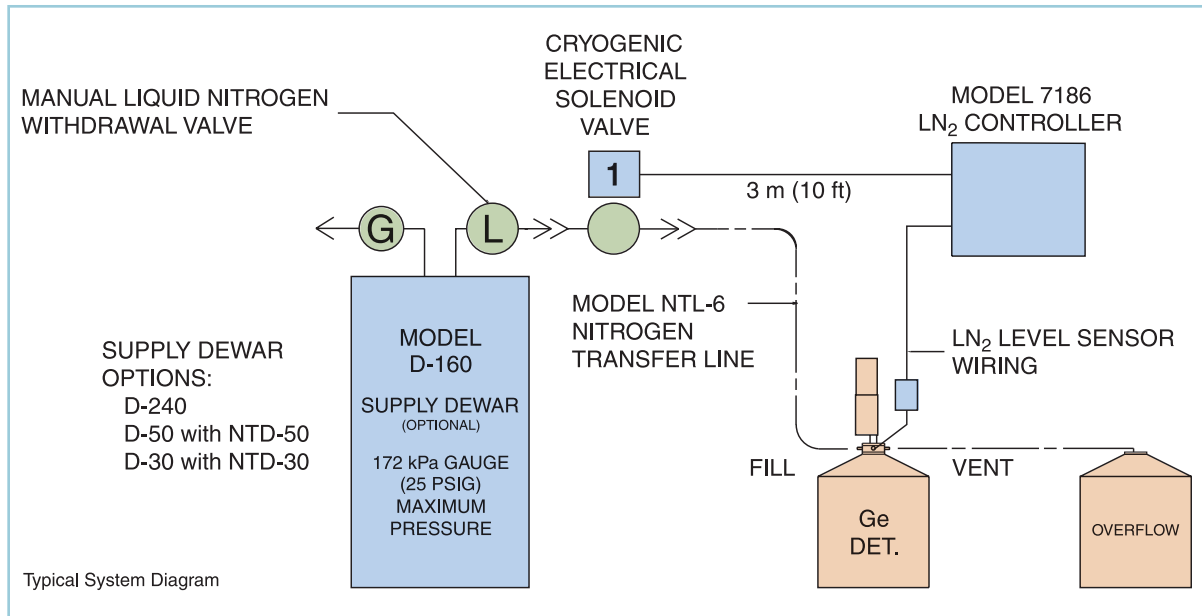 CRYOGENIC
ELECTRICAL
SOLENOID
VALVE
MANUAL LIQUID NITROGEN
WITHDRAWAL VALVE
MODEL 7186
LN₂ CONTROLLER
1
3 m (10 ft)
G
L
MODEL NTL-6
NITROGEN
TRANSFER LINE
LN₂ LEVEL SENSOR
WIRING
SUPPLY DEWAR
OPTIONS:
D-240
D-50 with NTD-50
D-30 with NTD-30
MODEL
D-160
SUPPLY DEWAR
(OPTIONAL)
172 kPa GAUGE
(25 PSIG)
MAXIMUM
PRESSURE
FILL
VENT
Ge
DET.
OVERFLOW
Typical System Diagram